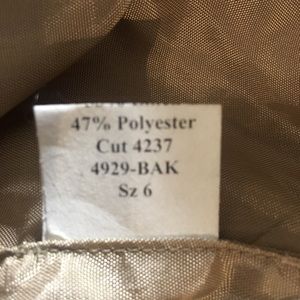 47% Polyester
Cut 4237
4929-BAK
Sz 6